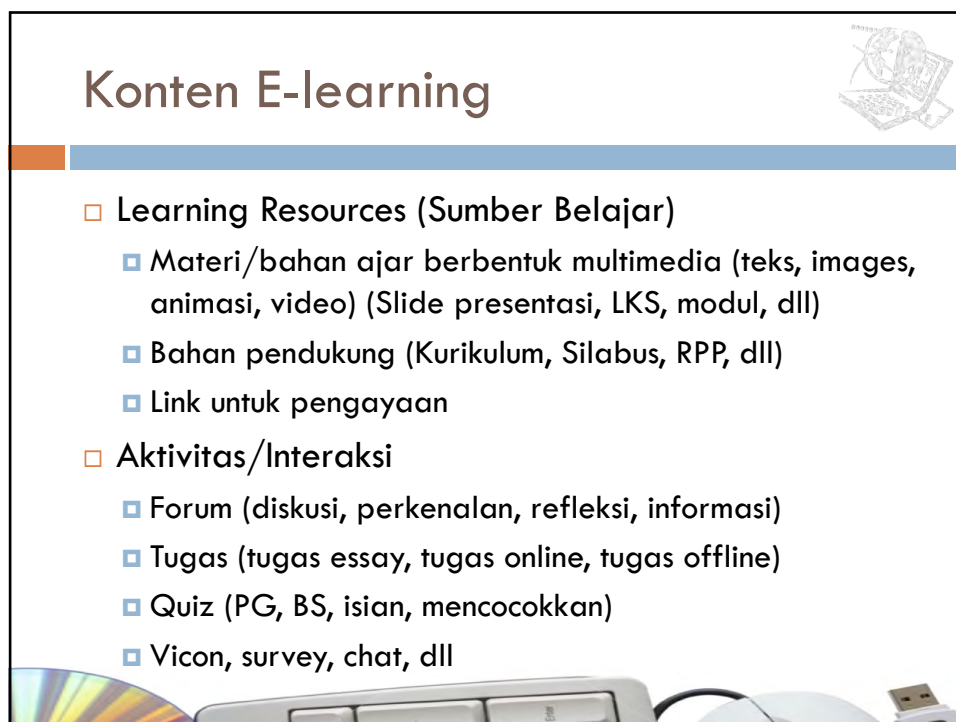 Konten E-learning
Learning Resources (Sumber Belajar)
Materi/bahan ajar berbentuk multimedia (teks, images,
animasi, video) (Slide presentasi, LKS, modul, dll)
Bahan pendukung (Kurikulum, Silabus, RPP, dll)
Link untuk pengayaan
Aktivitas/Interaksi
Forum (diskusi, perkenalan, refleksi, informasi)
Tugas (tugas essay, tugas online, tugas offline)
Quiz (PG, BS, isian, mencocokkan)
Vicon, survey, chat, dll
Enter